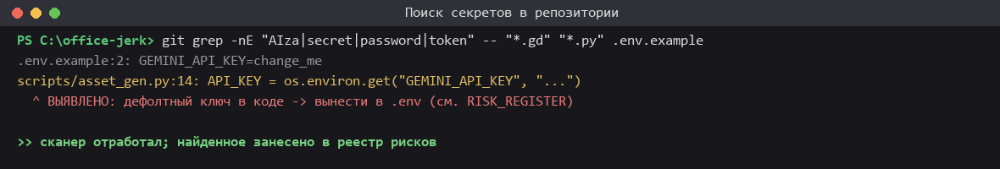 Поиск секретов в репозитории
PS C:\office-jerk> git grep -nE "AIza|secret|password|token" -- "*.gd" "*.py" .env.example
.env.example:2: GEMINI_API_KEY=change_me
scripts/asset_gen.py:14: API_KEY = os.environ.get("GEMINI_API_KEY", "...")
^ ВЫЯВЛЕНО: дефолтный ключ в коде -> вынести в .env (см. RISK_REGISTER)
>> сканер отработал; найденное занесено в реестр рисков